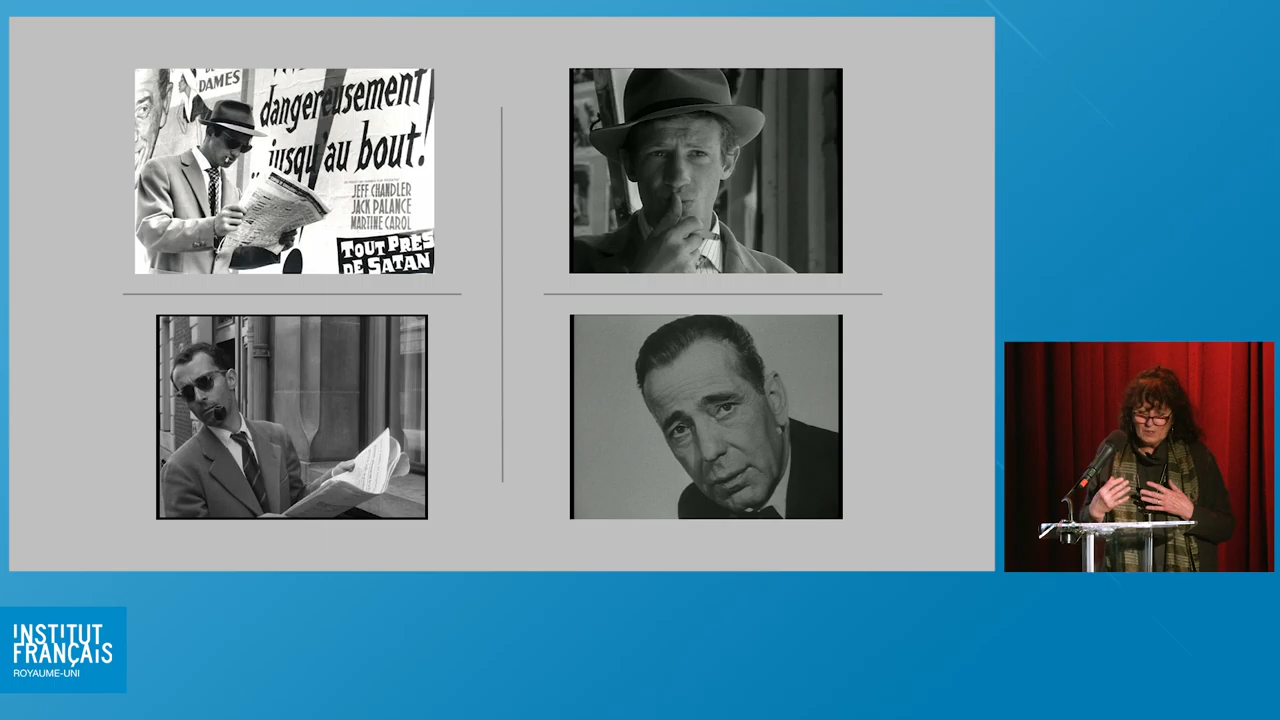 DAMES
dangereusement
jusqu'au bout!
JEFF CHANDLER
JACK PALANCE
MARTINE CAROL
TOUT PRÈS
DE SATAN
INSTITUT
FRANÇAIS
ROYAUME-UNI